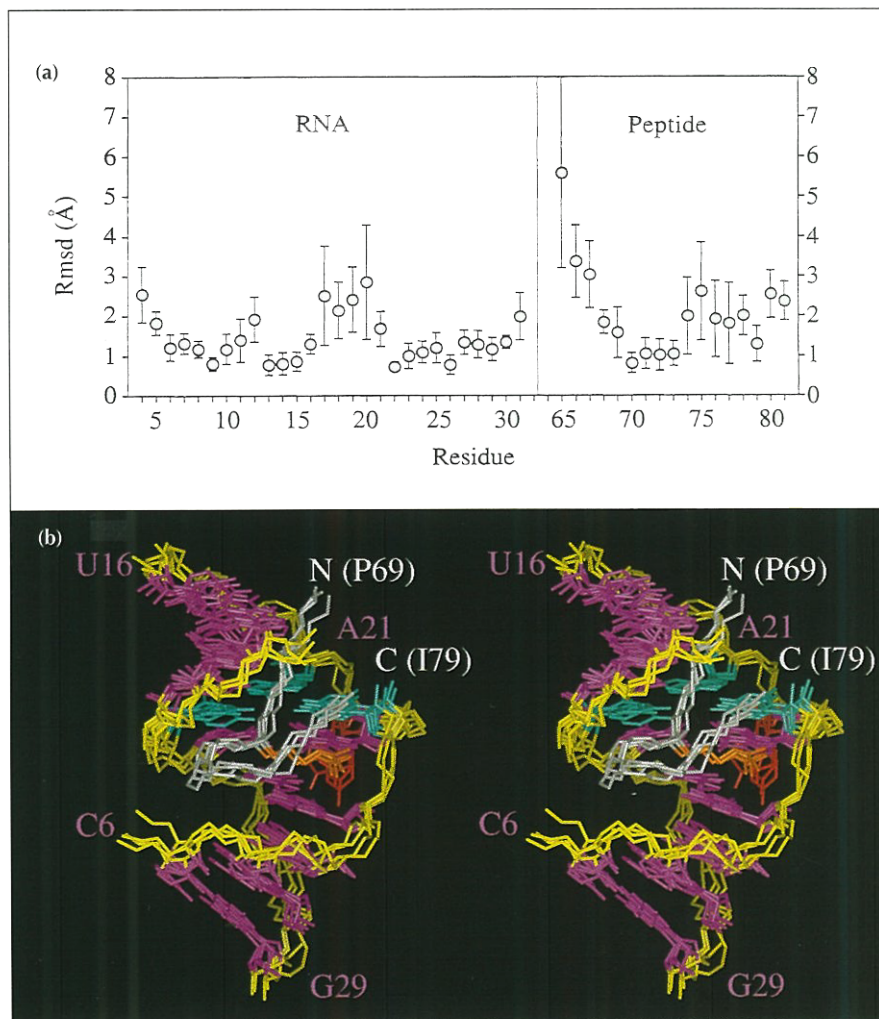 (a)
8
7
6
5
4
3
2
1
0
RNA
Peptide
8
7
6
5
4
3
2
1
0
Rmsd (Å)
5 10 15 20 25 30 65 70 75 80
Residue
(b)
U16
N (P69)
A21
C (I79)
C6
G29
U16
N (P69)
A21
C (I79)
C6
G29